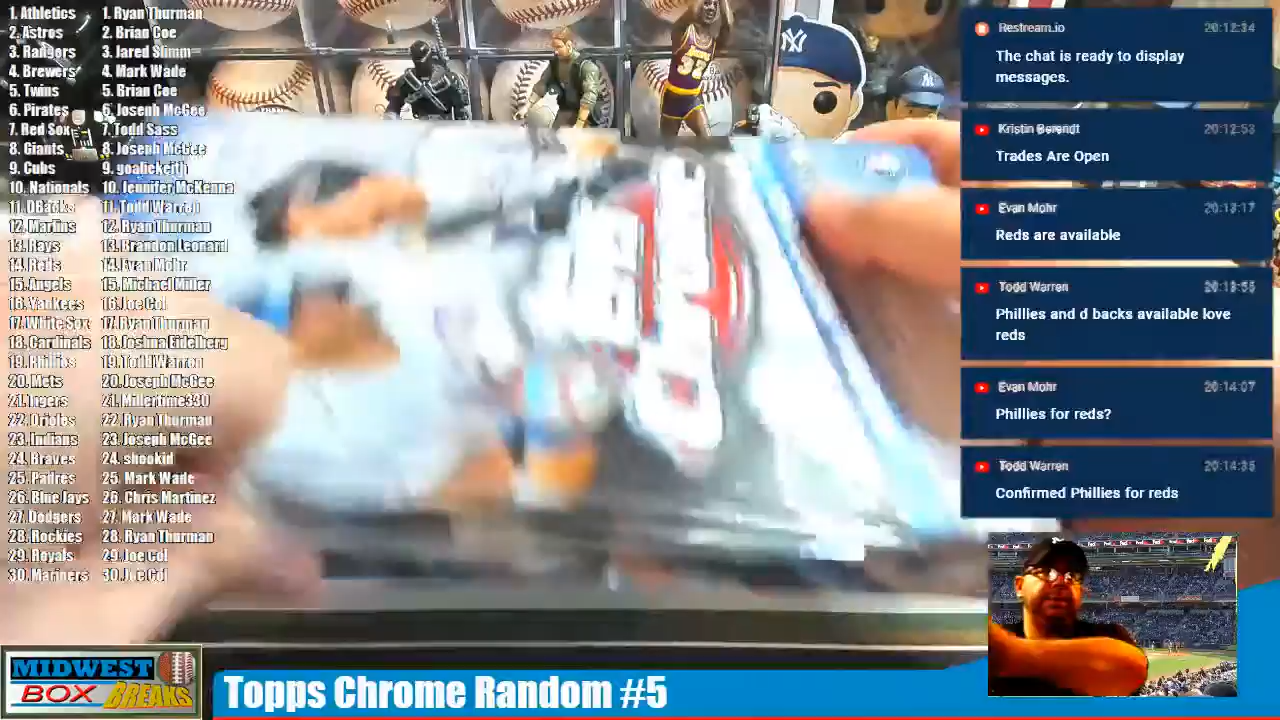 1. Athletics 1. Ryan Thurman
2. Astros 2. Brian Coe
3. Rangers 3. Jared Slimm
4. Brewers 4. Mark Wade
5. Twins 5. Brian Coe
6. Pirates 6. Joseph McGee
7. Red Sox 7. Todd Sass
8. Giants 8. Joseph McGee
9. Cubs 9. goaliekeith
10. Nationals 10. Jennifer McKenna
11. DBacks 11. Todd Warren
12. Marlins 12. Ryan Thurman
13. Rays 13. Brandon Leonard
14. Reds 14. Evan Mohr
15. Angels 15. Michael Miller
16. Yankees 16. Joe Col
17. White Sox 17. Ryan Thurman
18. Cardinals 18. Joshua Eidelberg
19. Phillies 19. Todd Warren
20. Mets 20. Joseph McGee
21. Tigers 21. Millertime330
22. Orioles 22. Ryan Thurman
23. Indians 23. Joseph McGee
24. Braves 24. shookid
25. Padres 25. Mark Wade
26. Blue Jays 26. Chris Martinez
27. Dodgers 27. Mark Wade
28. Rockies 28. Ryan Thurman
29. Royals 29. Joe Col
30. Mariners 30. Joe Col
32
Restream.io 20:12:34
The chat is ready to display
messages.
Kristin Berendt 20:12:53
Trades Are Open
Evan Mohr 20:13:17
Reds are available
Todd Warren 20:13:55
Phillies and d backs available love
reds
Evan Mohr 20:14:07
Phillies for reds?
Todd Warren 20:14:35
Confirmed Phillies for reds
MIDWEST
BOX BREAKS
Topps Chrome Random #5